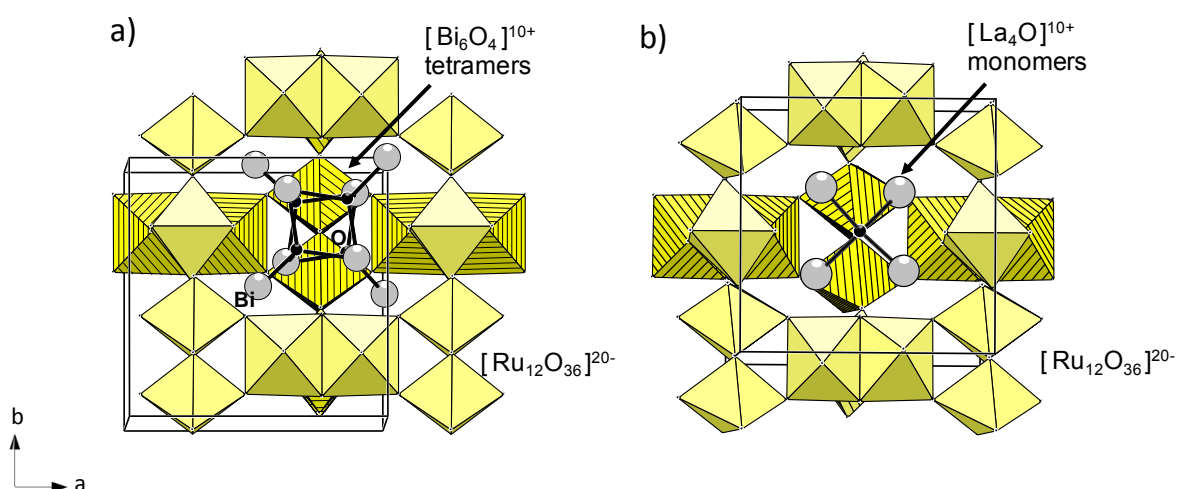 a)
[Bi₆O₄]¹⁰⁺
tetramers
O
Bi
[Ru₁₂O₃₆]²⁰⁻
b
a
b)
[La₄O]¹⁰⁺
monomers
[Ru₁₂O₃₆]²⁰⁻